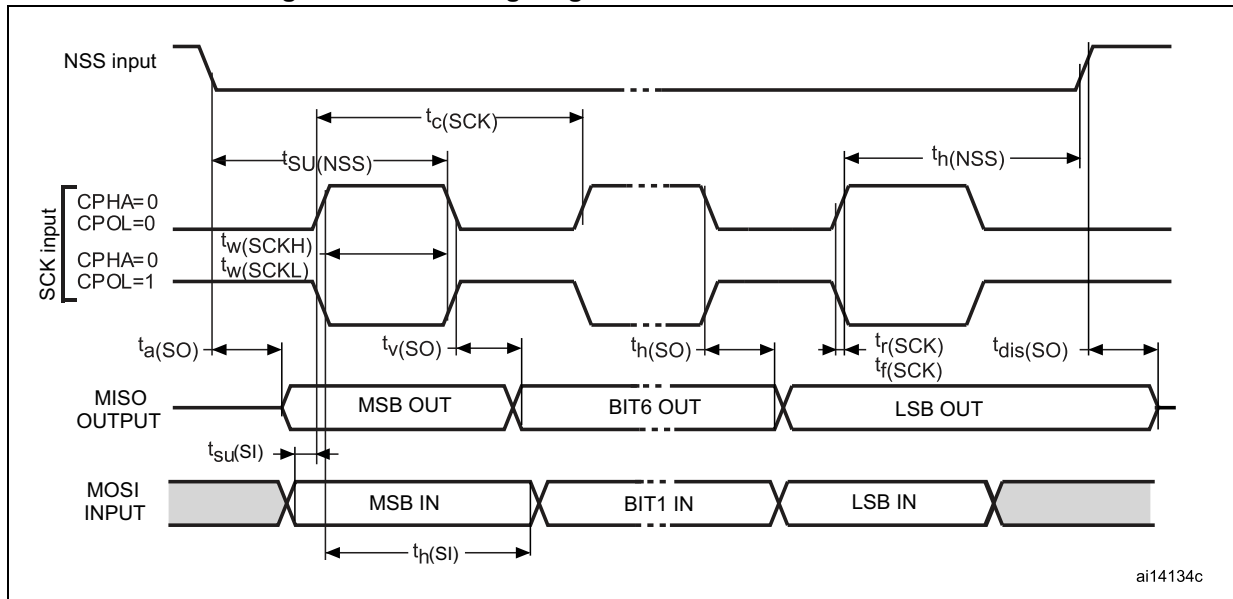 NSS input
tc(SCK)
tSU(NSS)
th(NSS)
SCK input
CPHA=0
CPOL=0
tw(SCKH)
CPHA=0
tw(SCKL)
CPOL=1
ta(SO)
tv(SO)
th(SO)
tr(SCK)
tf(SCK)
tdis(SO)
MISO
OUTPUT
MSB OUT
BIT6 OUT
LSB OUT
tsu(SI)
MOSI
INPUT
MSB IN
BIT1 IN
LSB IN
th(SI)
ai14134c